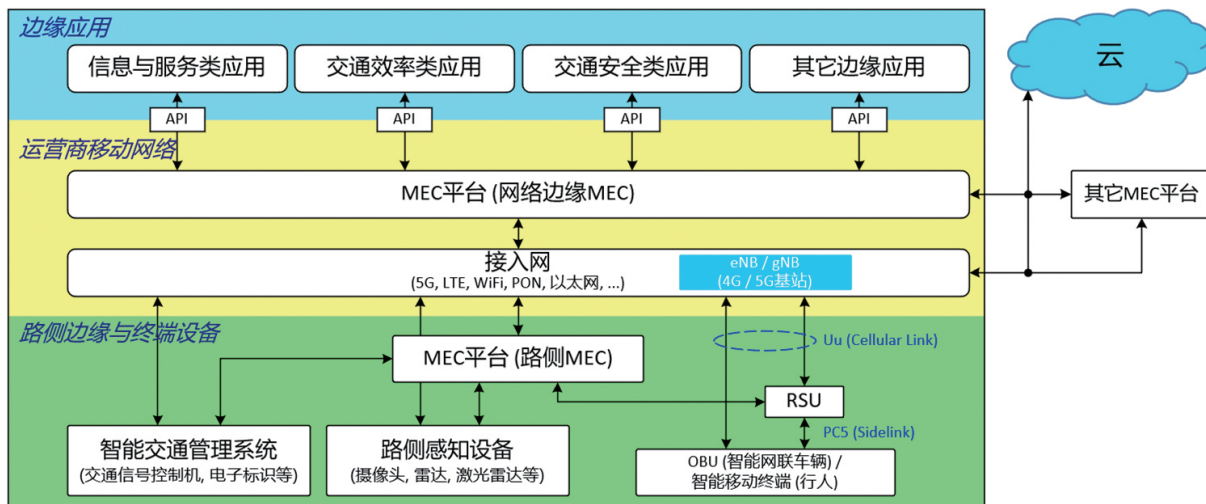 边缘应用
信息与服务类应用
交通效率类应用
交通安全类应用
其它边缘应用
云
API
API
API
API
运营商移动网络
MEC平台 (网络边缘MEC)
其它MEC平台
接入网
(5G, LTE, WiFi, PON, 以太网, ...)
eNB / gNB
(4G / 5G基站)
路侧边缘与终端设备
MEC平台 (路侧MEC)
Uu (Cellular Link)
RSU
PC5 (Sidelink)
智能交通管理系统
(交通信号控制机, 电子标识等)
路侧感知设备
(摄像头, 雷达, 激光雷达等)
OBU (智能网联车辆) /
智能移动终端 (行人)